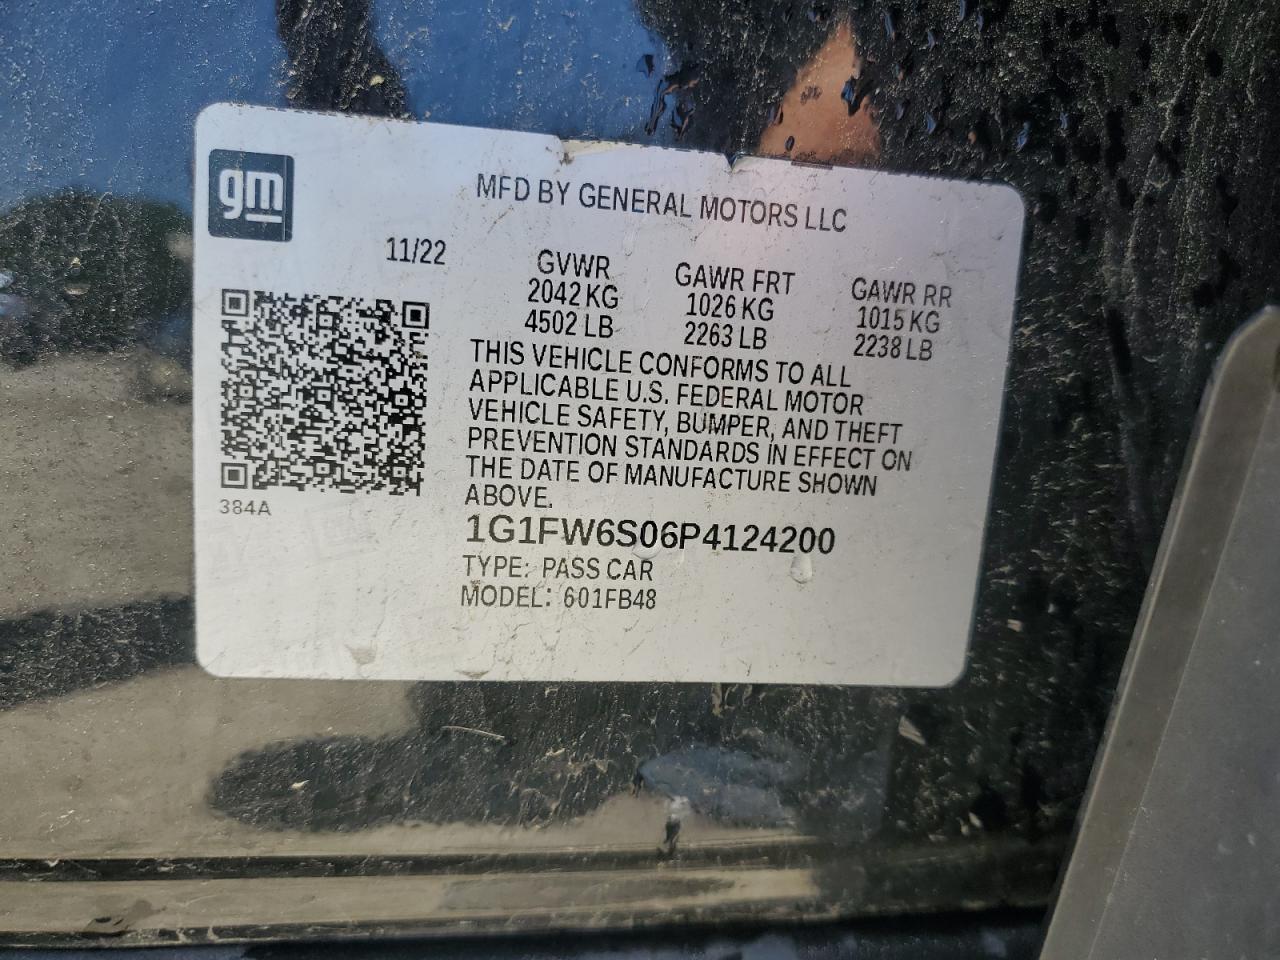 gm
MFD BY GENERAL MOTORS LLC
11/22
GVWR GAWR FRT GAWR RR
2042 KG 1026 KG 1015 KG
4502 LB 2263 LB 2238 LB
THIS VEHICLE CONFORMS TO ALL
APPLICABLE U.S. FEDERAL MOTOR
VEHICLE SAFETY, BUMPER, AND THEFT
PREVENTION STANDARDS IN EFFECT ON
THE DATE OF MANUFACTURE SHOWN
ABOVE.
384A
1G1FW6S06P4124200
TYPE: PASS CAR
MODEL: 601FB48